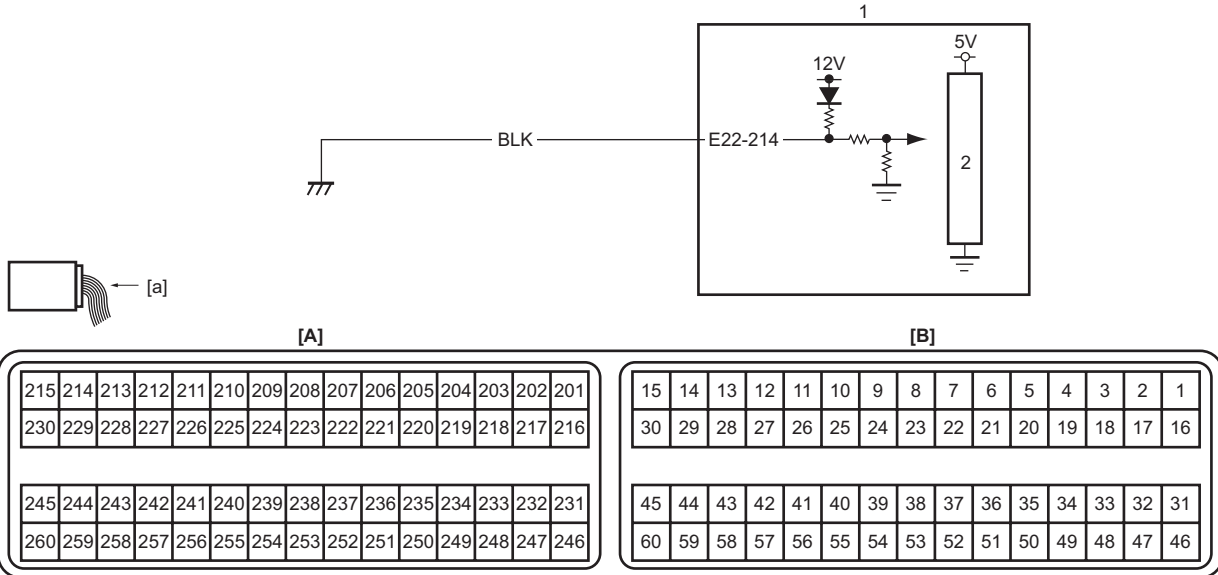 1
5V
12V
BLK
E22-214
2
[a]
[A] [B]
215 214 213 212 211 210 209 208 207 206 205 204 203 202 201 15 14 13 12 11 10 9 8 7 6 5 4 3 2 1
230 229 228 227 226 225 224 223 222 221 220 219 218 217 216 30 29 28 27 26 25 24 23 22 21 20 19 18 17 16
245 244 243 242 241 240 239 238 237 236 235 234 233 232 231 45 44 43 42 41 40 39 38 37 36 35 34 33 32 31
260 259 258 257 256 255 254 253 252 251 250 249 248 247 246 60 59 58 57 56 55 54 53 52 51 50 49 48 47 46